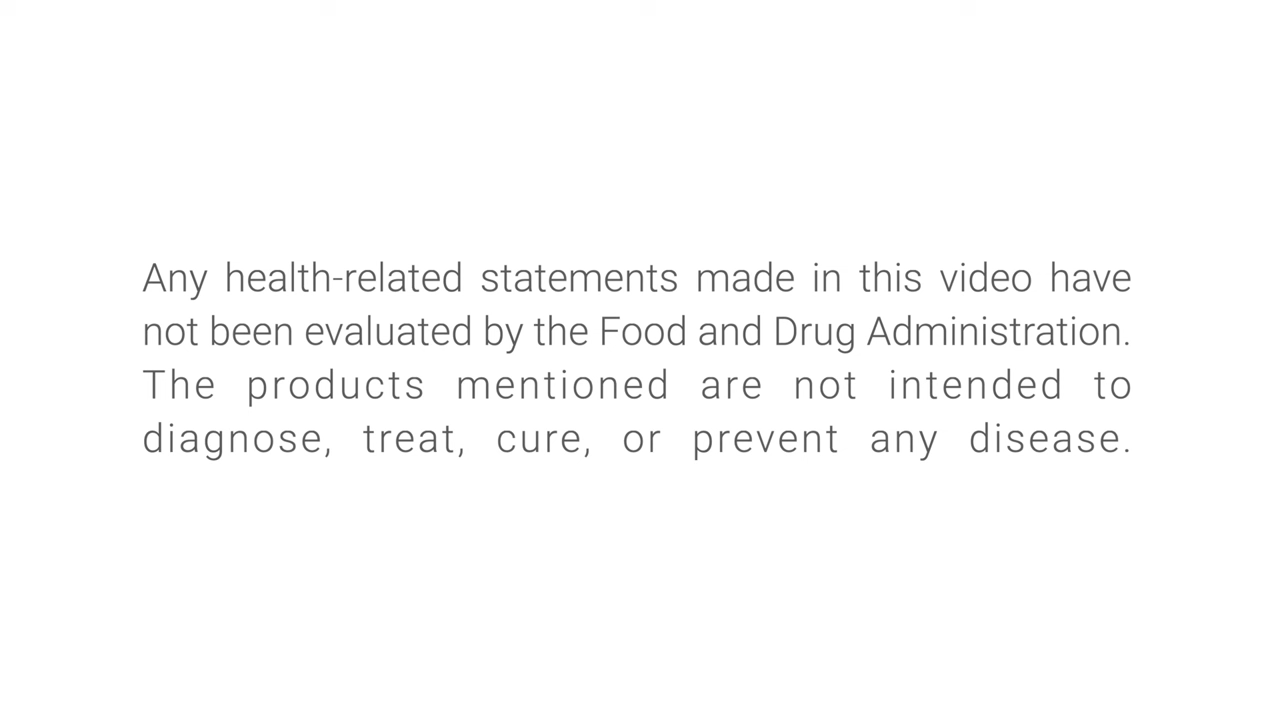 Any health-related statements made in this video have
not been evaluated by the Food and Drug Administration.
The products mentioned are not intended to
diagnose, treat, cure, or prevent any disease.